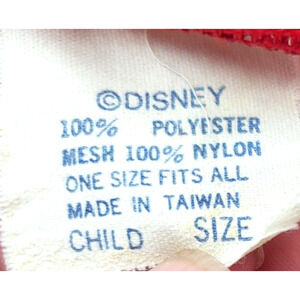 ©DISNEY
100% POLYESTER
MESH 100% NYLON
ONE SIZE FITS ALL
MADE IN TAIWAN
CHILD SIZE